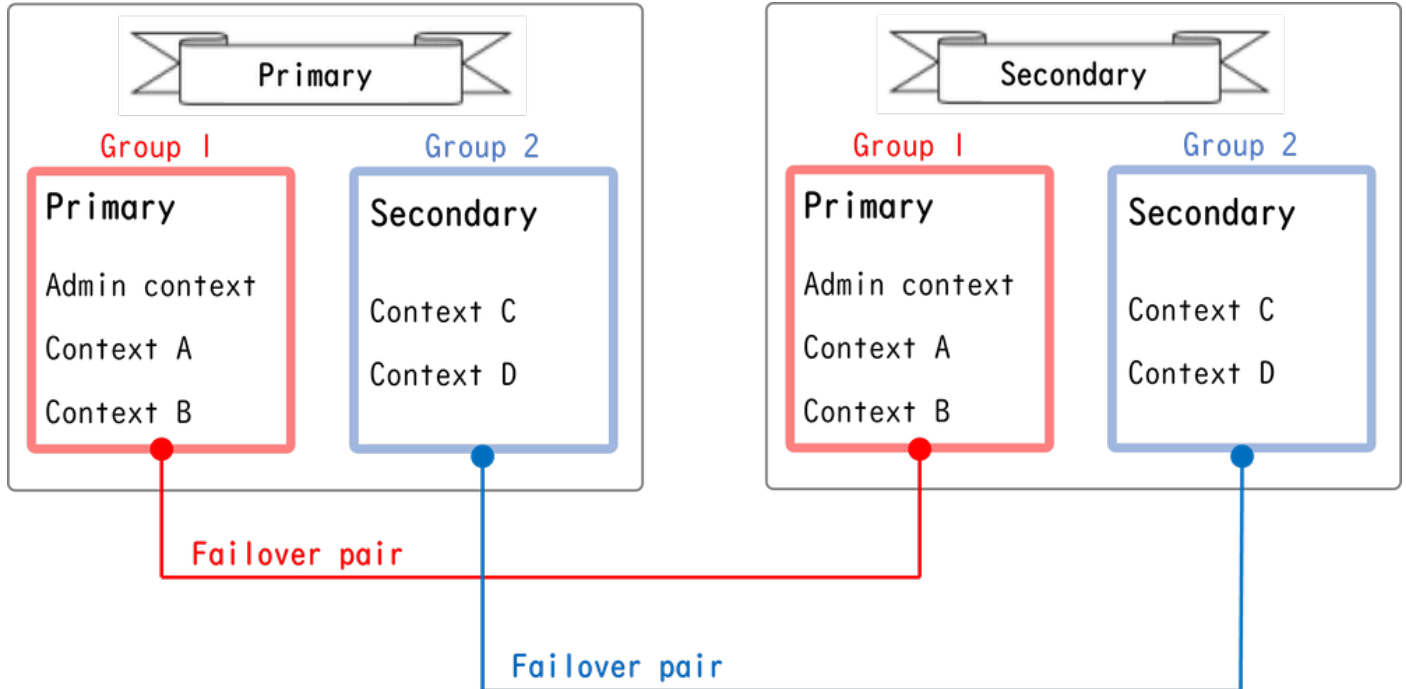 Primary
Group 1
Primary
Admin context
Context A
Context B
Group 2
Secondary
Context C
Context D
Secondary
Group 1
Primary
Admin context
Context A
Context B
Group 2
Secondary
Context C
Context D
Failover pair
Failover pair